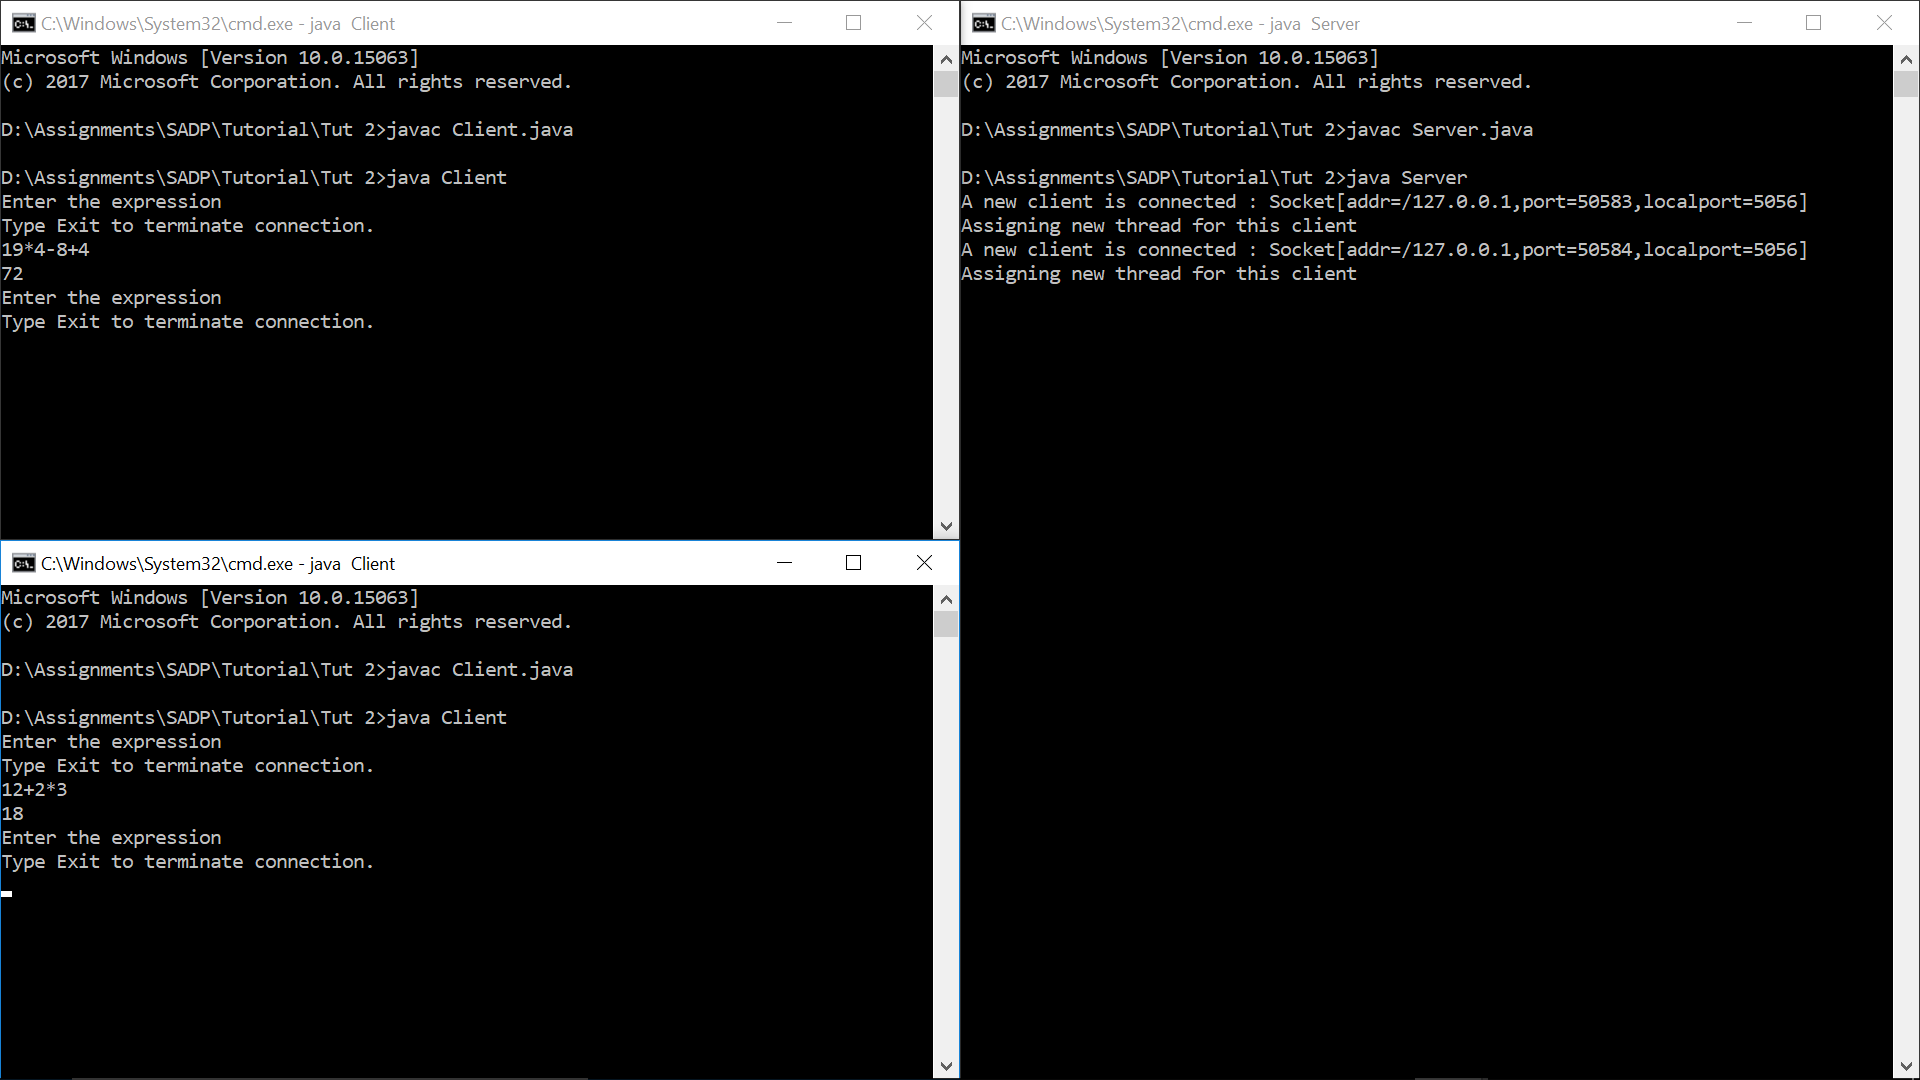 C:\Windows\System32\cmd.exe - java  Client
Microsoft Windows [Version 10.0.15063]
(c) 2017 Microsoft Corporation. All rights reserved.
D:\Assignments\SADP\Tutorial\Tut 2>javac Client.java
D:\Assignments\SADP\Tutorial\Tut 2>java Client
Enter the expression
Type Exit to terminate connection.
19*4-8+4
72
Enter the expression
Type Exit to terminate connection.
C:\Windows\System32\cmd.exe - java  Client
Microsoft Windows [Version 10.0.15063]
(c) 2017 Microsoft Corporation. All rights reserved.
D:\Assignments\SADP\Tutorial\Tut 2>javac Client.java
D:\Assignments\SADP\Tutorial\Tut 2>java Client
Enter the expression
Type Exit to terminate connection.
12+2*3
18
Enter the expression
Type Exit to terminate connection.
C:\Windows\System32\cmd.exe - java  Server
Microsoft Windows [Version 10.0.15063]
(c) 2017 Microsoft Corporation. All rights reserved.
D:\Assignments\SADP\Tutorial\Tut 2>javac Server.java
D:\Assignments\SADP\Tutorial\Tut 2>java Server
A new client is connected : Socket[addr=/127.0.0.1,port=50583,localport=5056]
Assigning new thread for this client
A new client is connected : Socket[addr=/127.0.0.1,port=50584,localport=5056]
Assigning new thread for this client